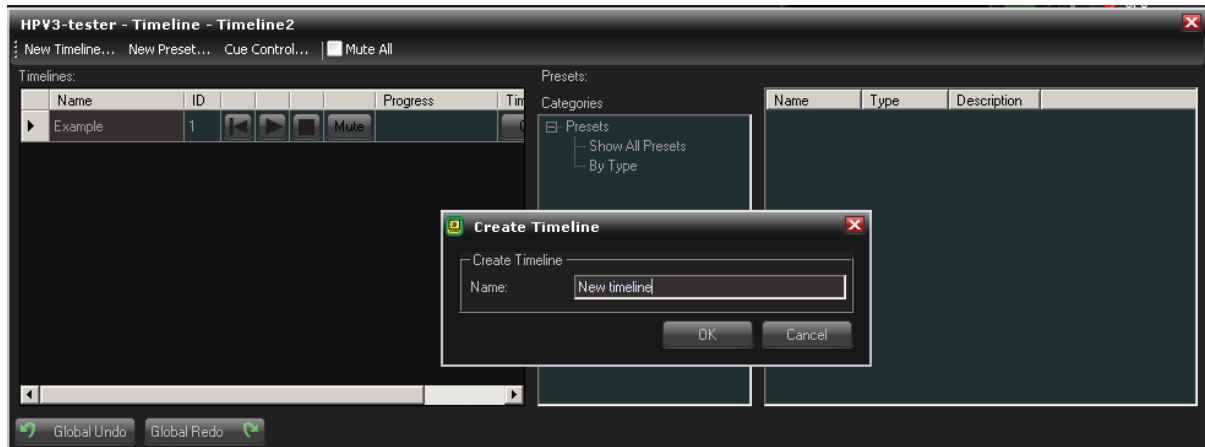 HPV3-tester - Timeline - Timeline2
New Timeline... New Preset... Cue Control... Mute All
Timelines:
Name ID Progress Tim
Example 1 Mute
Presets:
Categories
Presets
Show All Presets
By Type
Name Type Description
Create Timeline
Create Timeline
Name: New timeline
OK Cancel
Global Undo Global Redo